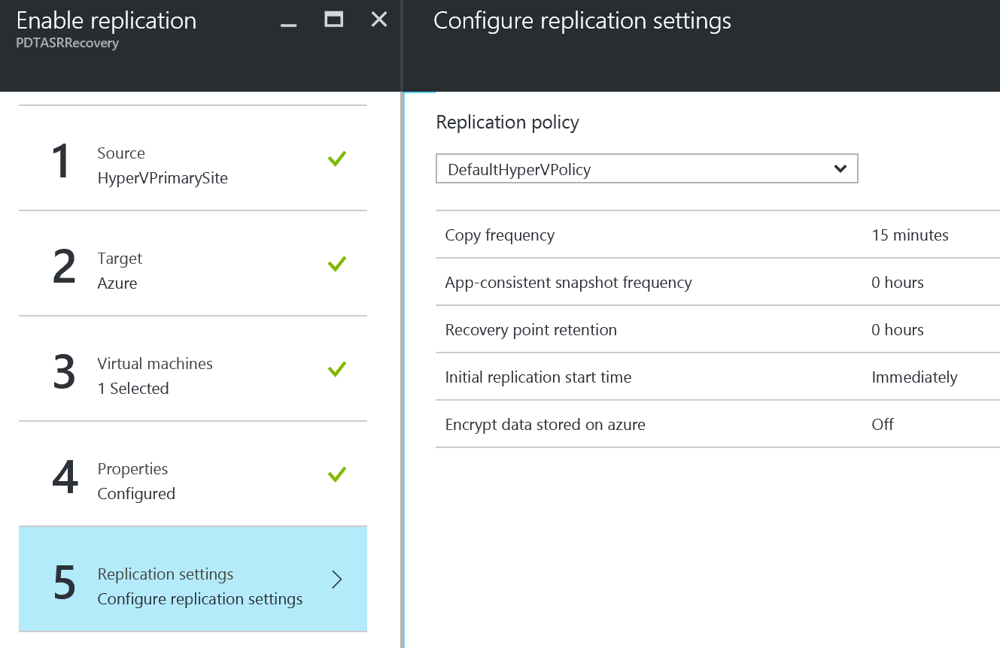 Enable replication
PDTASRRecovery
1
Source
HyperVPrimarySite
2
Target
Azure
3
Virtual machines
1 Selected
4
Properties
Configured
5
Replication settings
Configure replication settings
Configure replication settings
Replication policy
DefaultHyperVPolicy
Copy frequency 15 minutes
App-consistent snapshot frequency 0 hours
Recovery point retention 0 hours
Initial replication start time Immediately
Encrypt data stored on azure Off